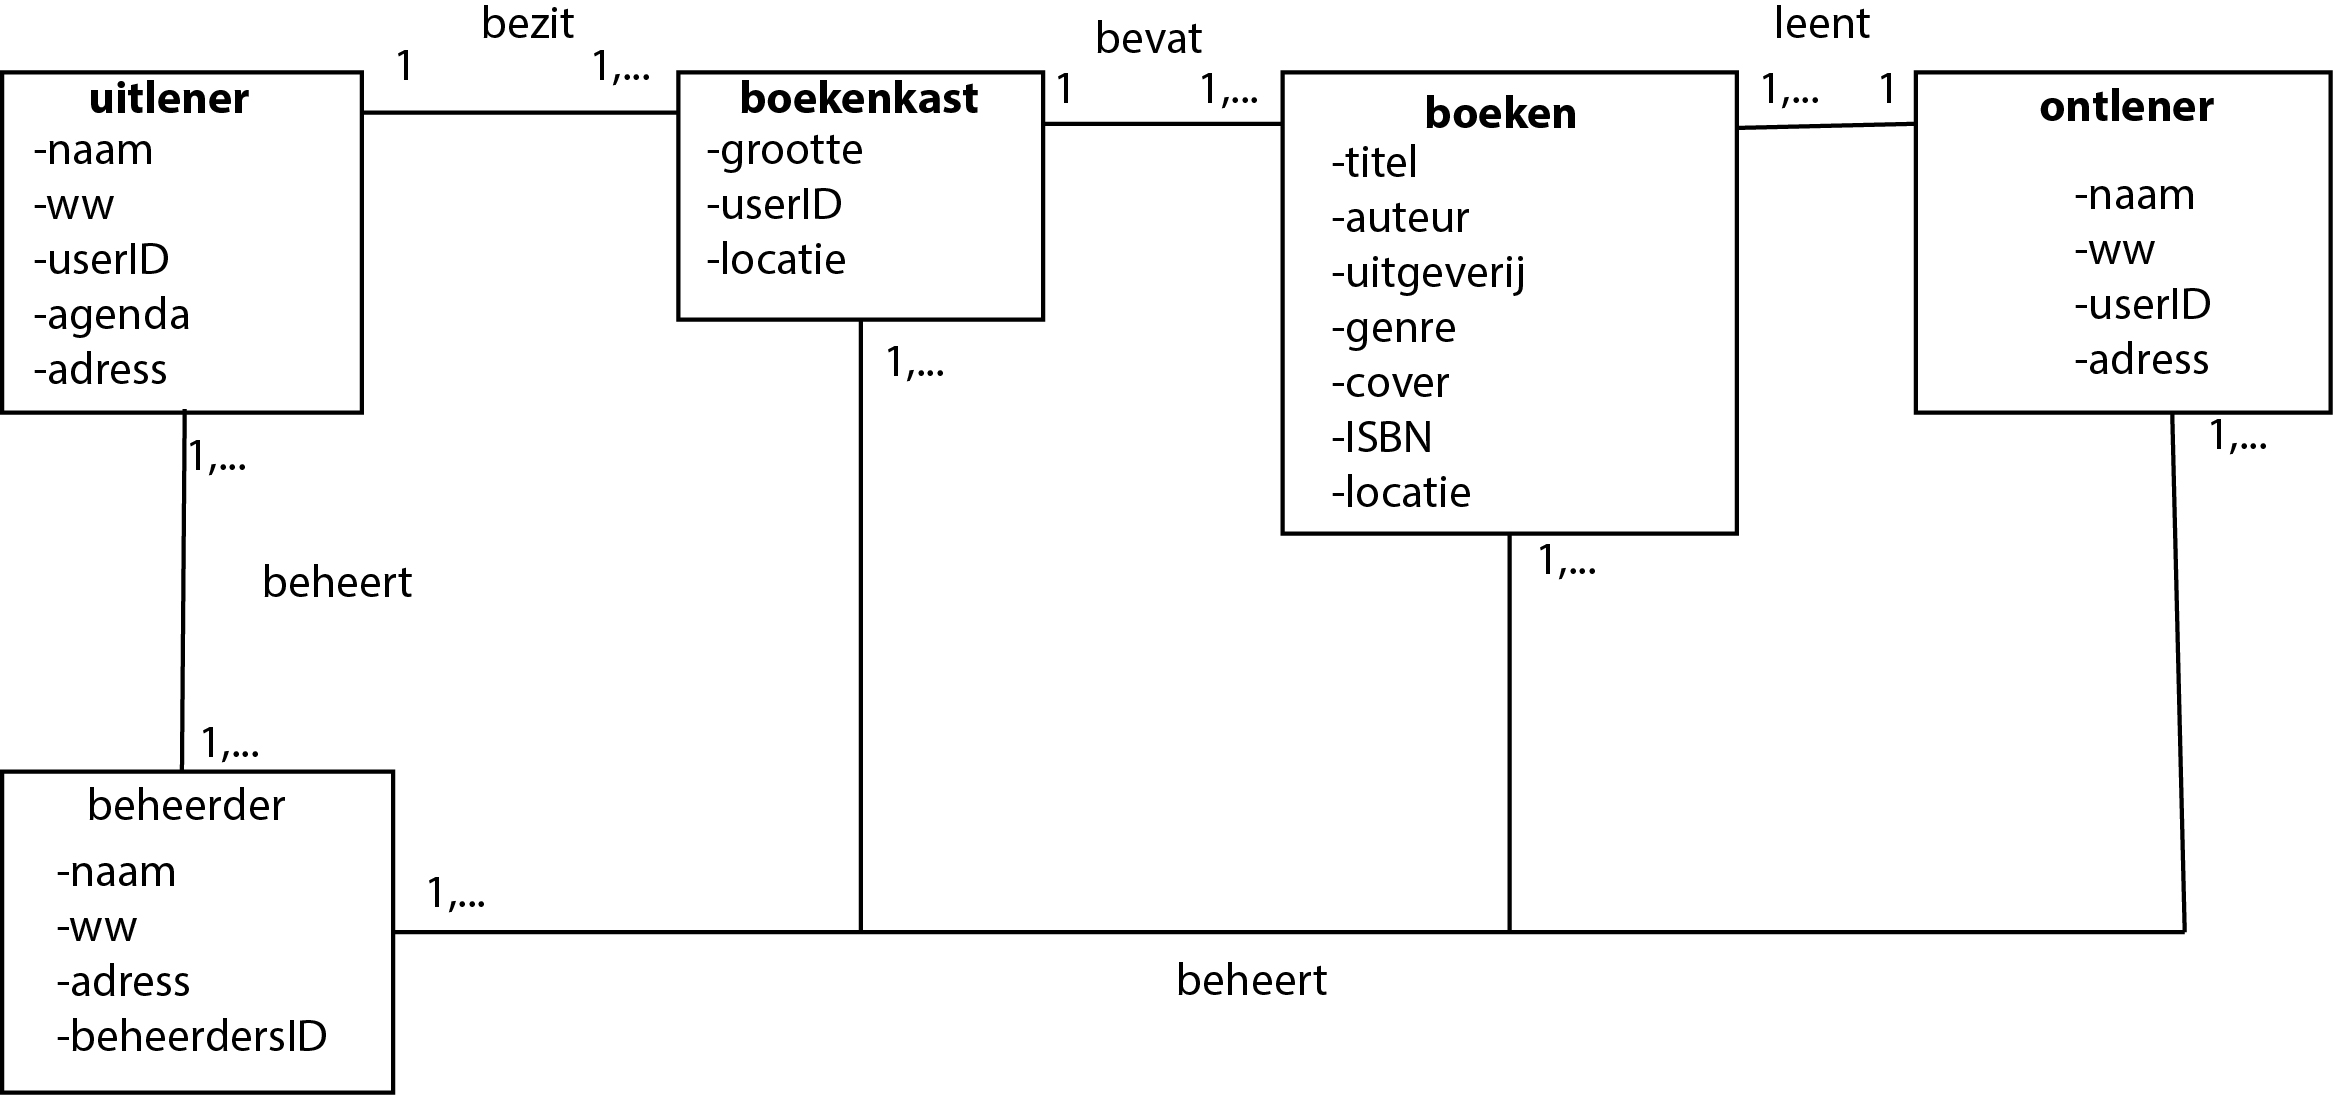 bezit
1
1,...
bevat
1
1,...
leent
1,...
1
uitlener
-naam
-ww
-userID
-agenda
-adress
boekenkast
-grootte
-userID
-locatie
boeken
-titel
-auteur
-uitgeverij
-genre
-cover
-ISBN
-locatie
ontlener
-naam
-ww
-userID
-adress
1,...
1,...
1,...
1,...
beheert
1,...
beheerder
-naam
-ww
-adress
-beheerdersID
1,...
beheert